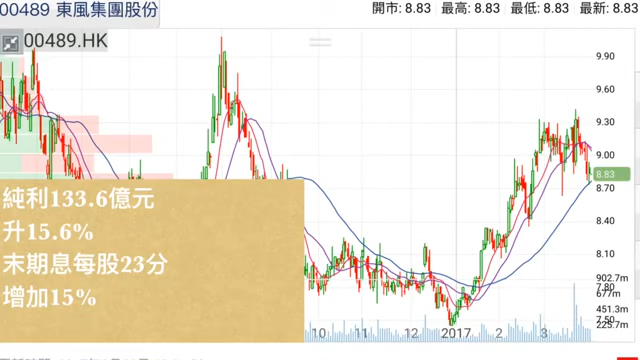 00489 東風集團股份
開市: 8.83 最高: 8.83 最低: 8.83 最新: 8.83
00489.HK
9.90
9.60
9.30
9.00
8.83
8.70
8.40
8.10
902.7m
7.80
677m
451.3m
7.50
225.7m
純利133.6億元
升15.6%
末期息每股23分
增加15%
10 11 12 2017 2 3